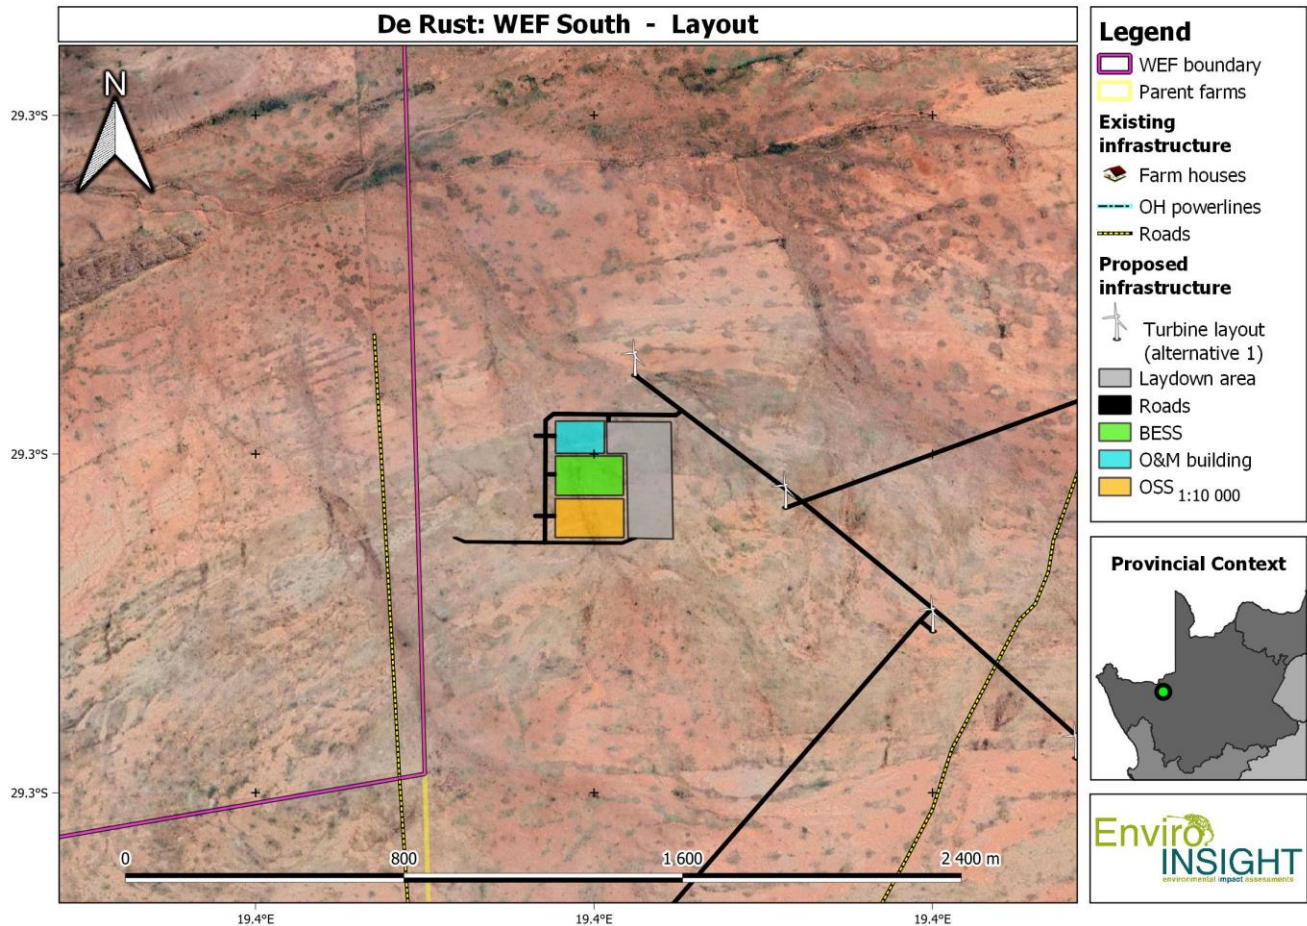 De Rust: WEF South - Layout
N
29.3°S
29.3°S
29.3°S
0 800 1 600 2 400 m
19.4°E 19.4°E 19.4°E
Legend
WEF boundary
Parent farms
Existing
infrastructure
Farm houses
OH powerlines
Roads
Proposed
infrastructure
Turbine layout
(alternative 1)
Laydown area
Roads
BESS
O&M building
OSS 1:10 000
Provincial Context
Enviro
INSIGHT
environmental impact assessments